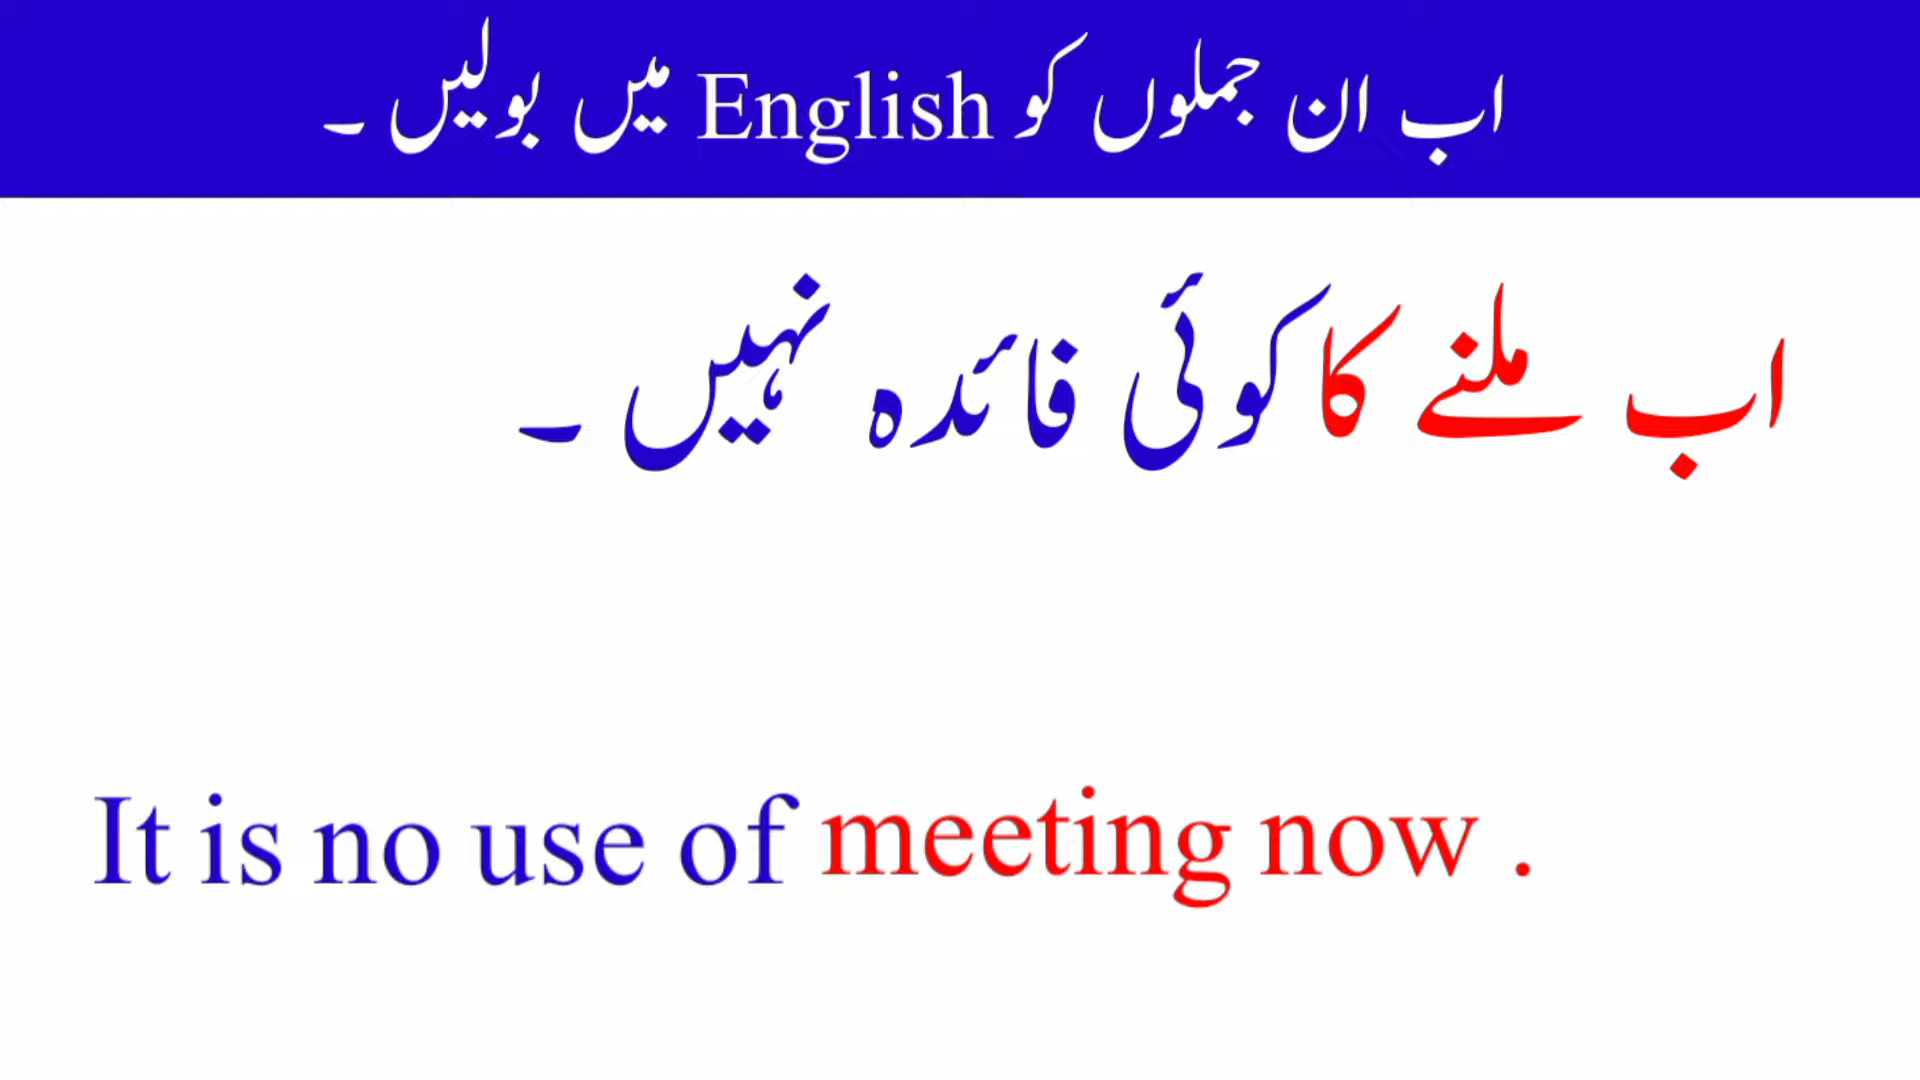 اب ان جملوں کو English میں بولیں ۔
اب ملنے کا کوئی فائدہ نہیں ۔
It is no use of meeting now .